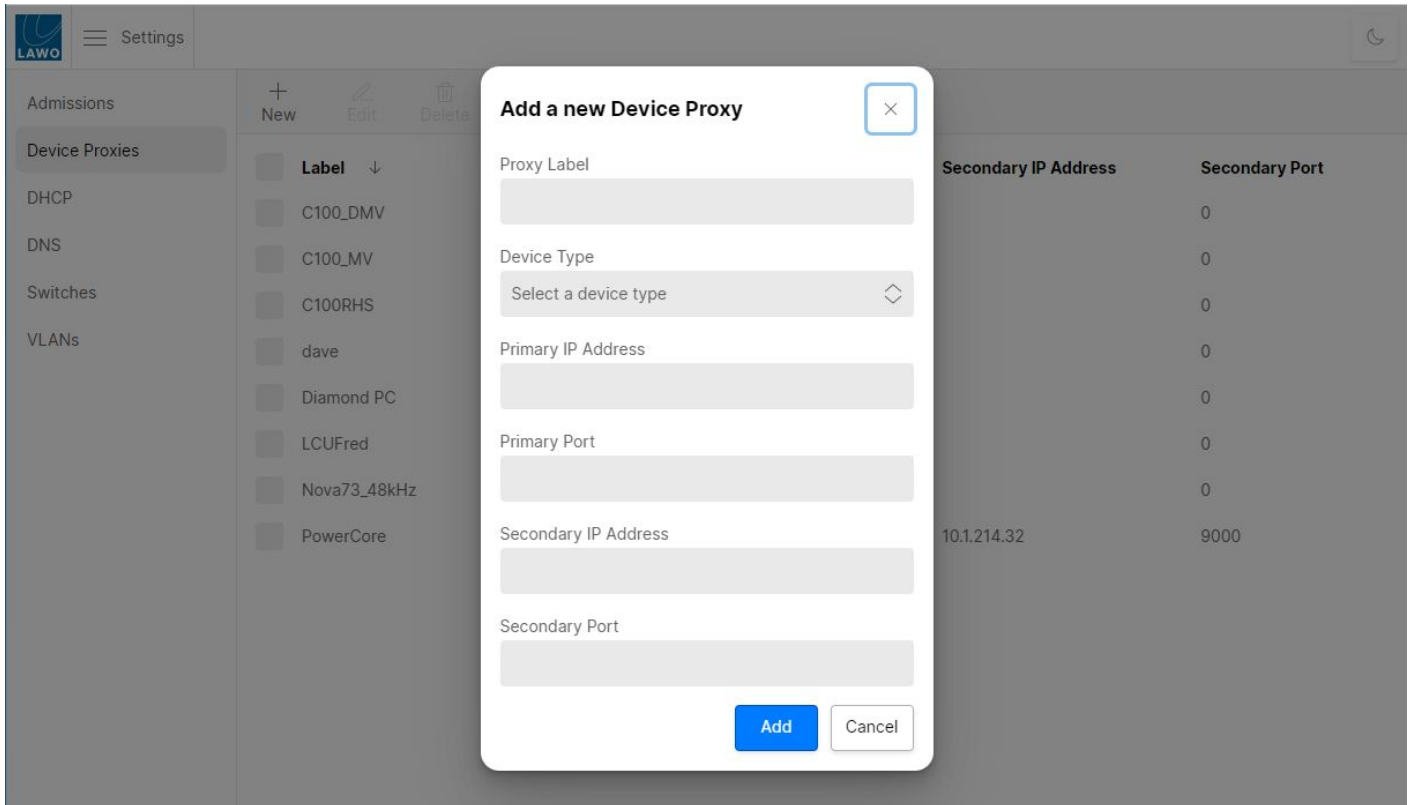 LAWO
Settings
Admissions
Device Proxies
DHCP
DNS
Switches
VLANs
New Edit Delete
Label ↓ Secondary IP Address Secondary Port
C100_DMV 0
C100_MV 0
C100RHS 0
dave 0
Diamond PC 0
LCUFred 0
Nova73_48kHz 0
PowerCore 10.1.214.32 9000
Add a new Device Proxy
Proxy Label
Device Type
Select a device type
Primary IP Address
Primary Port
Secondary IP Address
Secondary Port
Add Cancel